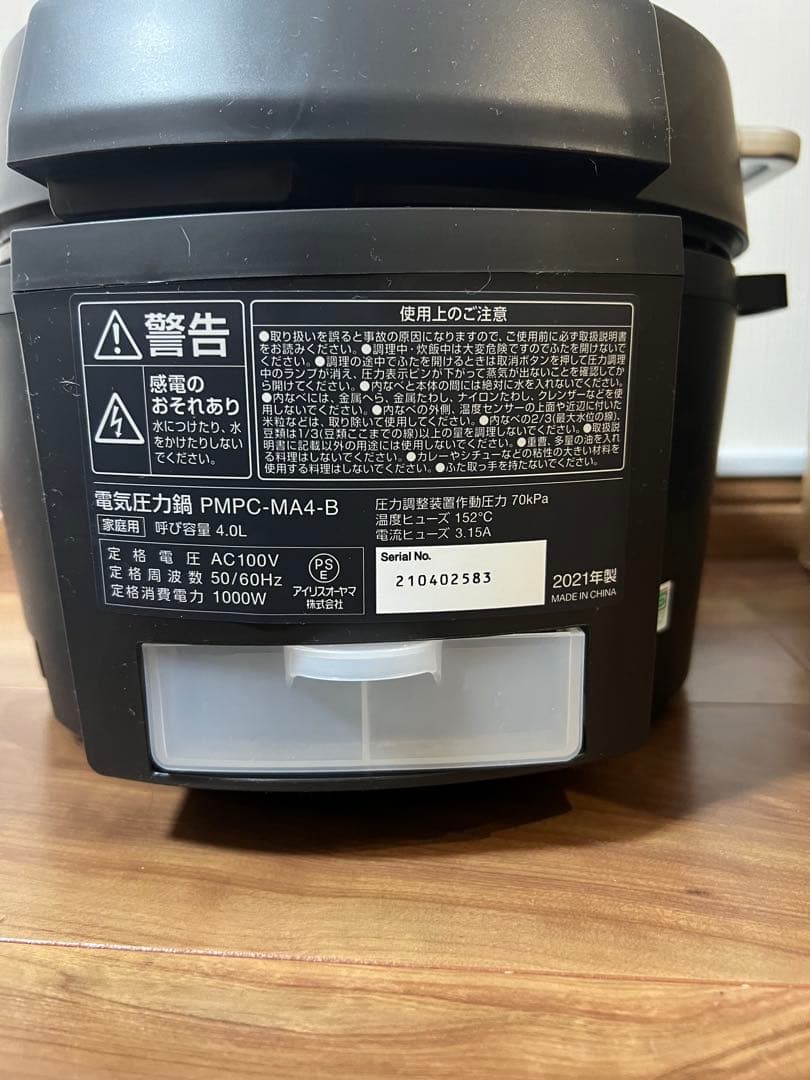 警告
感電の
おそれあり
水につけたり、水
をかけたりしない
でください。
使用上のご注意
●取り扱いを誤ると事故の原因になりますので、ご使用前に必ず取扱説明書
をお読みください。●調理中・炊飯中は大変危険ですのでふたを開けないで
ください。●調理の途中でふたを開けるときは取消ボタンを押して圧力調理
中のランプが消え、圧力表示ピンが下がって蒸気が出ないことを確認してか
ら開けてください。●内なべと本体の間には絶対に水を入れないでください。
●内なべには、金属へら、金属たわし、ナイロンたわし、クレンザーなどを使
用しないでください。●内なべの外側、温度センサーの上面や近辺に付いた
米粒などは、取り除いて使用してください。●内なべの2/3(最大水位の線)、
豆類は1/3(豆類ここまでの線)以上の量を調理しないでください。●取扱説
明書に記載以外の用途には使用しないでください。●重曹、多量の油を入れ
る料理はしないでください。●カレーやシチューなどの粘性の大きい材料を
使用する料理はしないでください。●ふた取っ手を持たないでください。
電気圧力鍋 PMPC-MA4-B
家庭用 呼び容量 4.0L
圧力調整装置作動圧力 70kPa
温度ヒューズ 152℃
電流ヒューズ 3.15A
定格電圧 AC100V
定格周波数 50/60Hz
定格消費電力 1000W
PS
E
アイリスオーヤマ
株式会社
Serial No.
210402583
2021年製
MADE IN CHINA